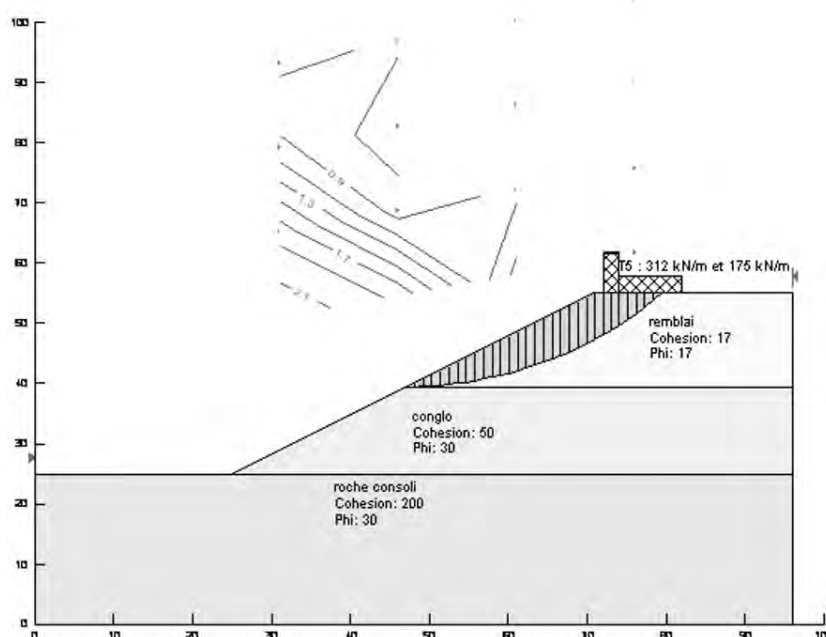 100
90
80
70
60
50
40
30
20
10
0
0.9
1.3
1.7
2.1
T5 : 312 kN/m et 175 kN/m
remblai
Cohesion: 17
Phi: 17
conglo
Cohesion: 50
Phi: 30
roche consoli
Cohesion: 200
Phi: 30
0 10 20 30 40 50 60 70 80 90 100